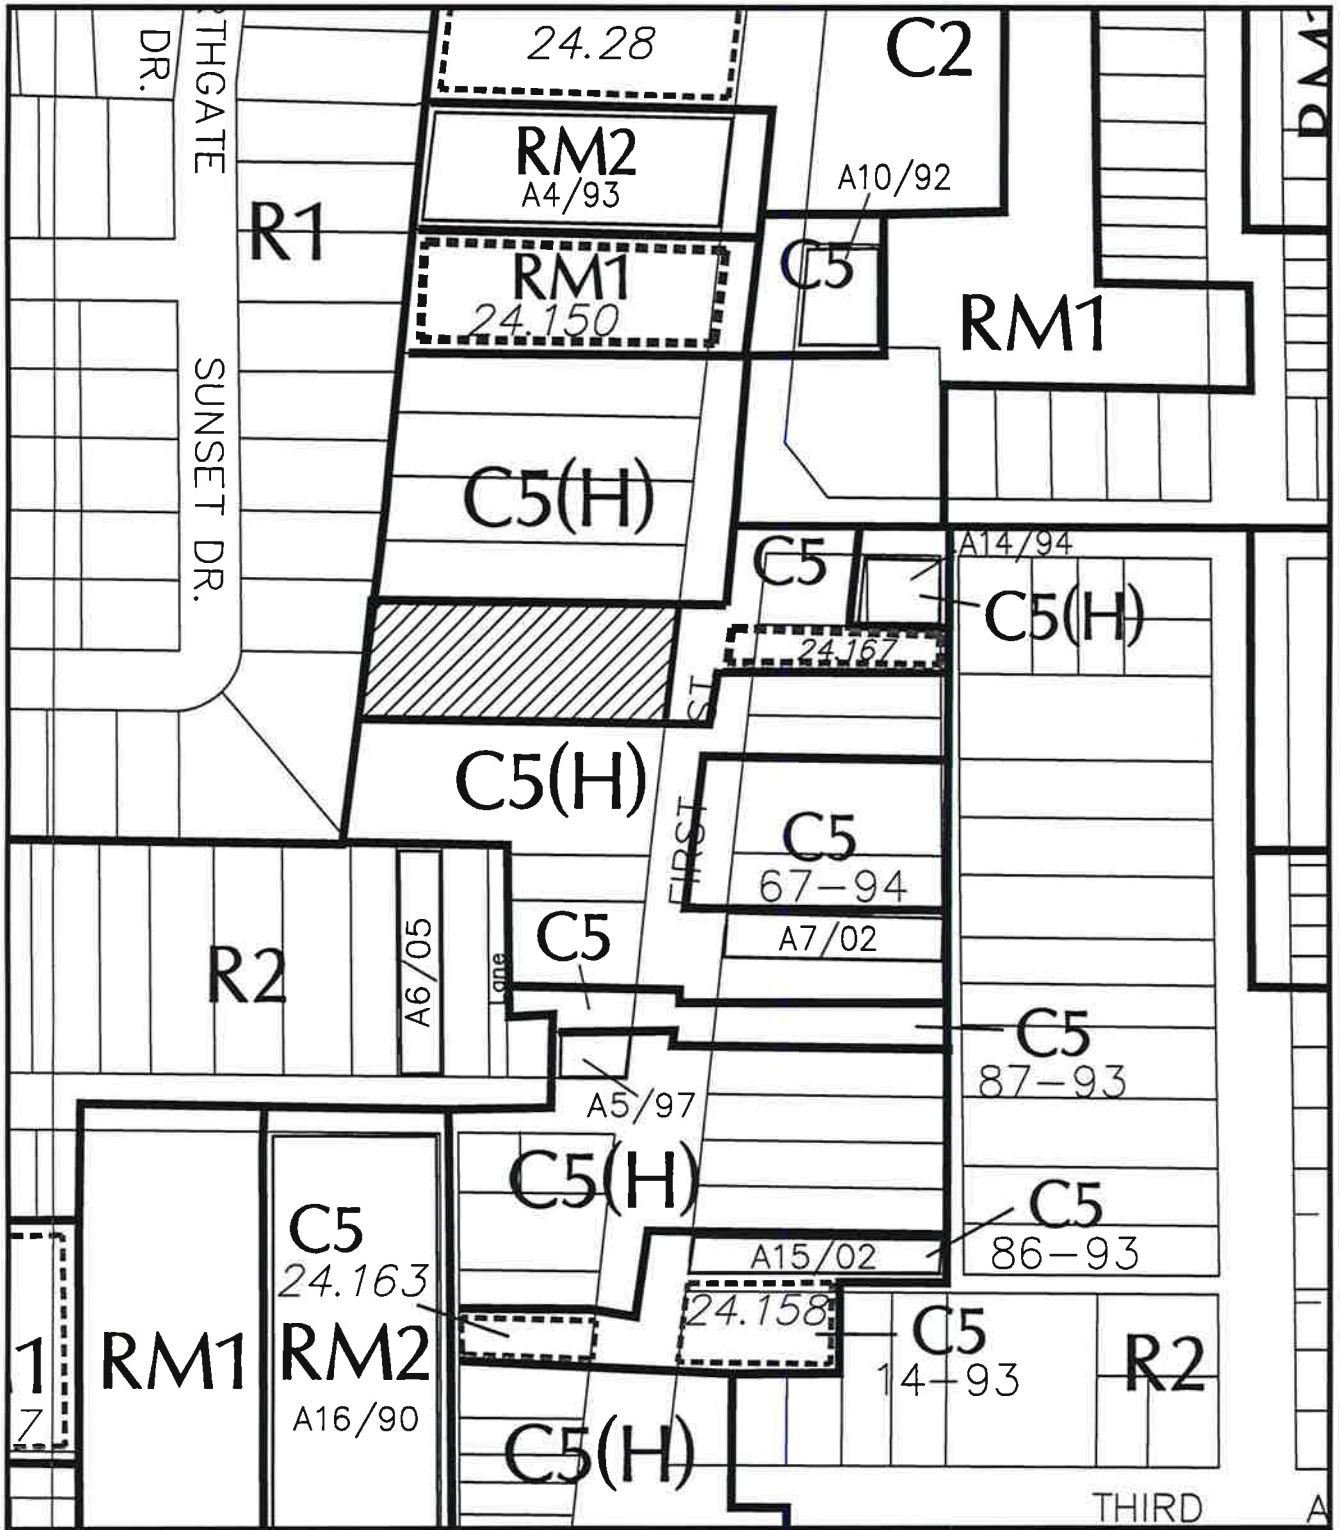 THGATE
DR.
24.28
C2
RM2
A4/93
A10/92
R1
C5
RM1
24.150
RM1
SUNSET DR.
C5(H)
C5
A14/94
C5(H)
24.167
ST
C5(H)
FIRST
C5
67-94
C5
A7/02
R2
A6/05
Lane
C5
87-93
A5/97
C5(H)
C5
86-93
C5
24.163
A15/02
24.158
C5
14-93
1
7
RM1
RM2
A16/90
R2
C5(H)
THIRD
A